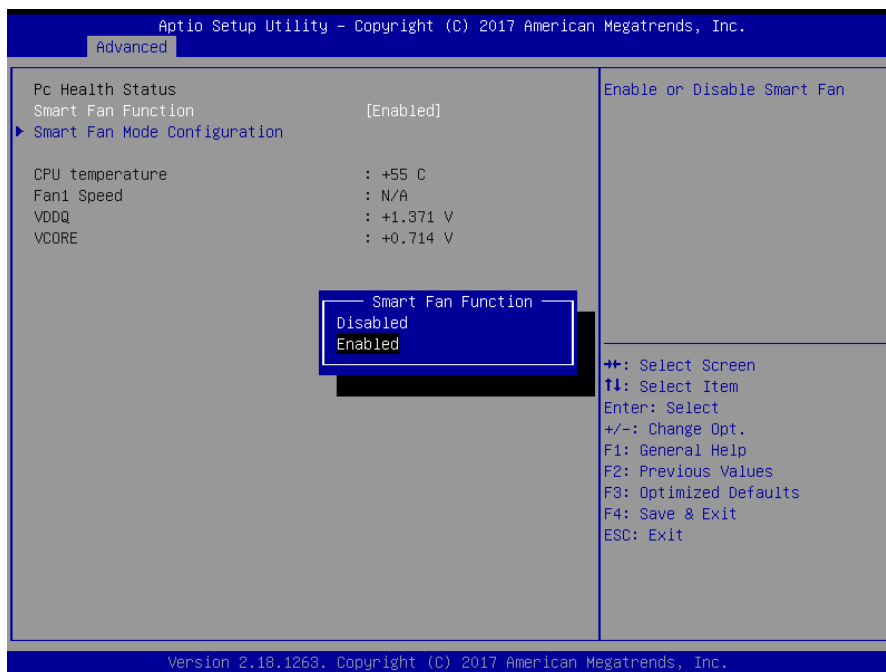 Aptio Setup Utility – Copyright (C) 2017 American Megatrends, Inc.
Advanced
Pc Health Status
Smart Fan Function [Enabled]
Smart Fan Mode Configuration
CPU temperature : +55 C
Fan1 Speed : N/A
VDDQ : +1.371 V
VCORE : +0.714 V
Smart Fan Function
Disabled
Enabled
Enable or Disable Smart Fan
→←: Select Screen
↑↓: Select Item
Enter: Select
+/-: Change Opt.
F1: General Help
F2: Previous Values
F3: Optimized Defaults
F4: Save & Exit
ESC: Exit
Version 2.18.1263. Copyright (C) 2017 American Megatrends, Inc.